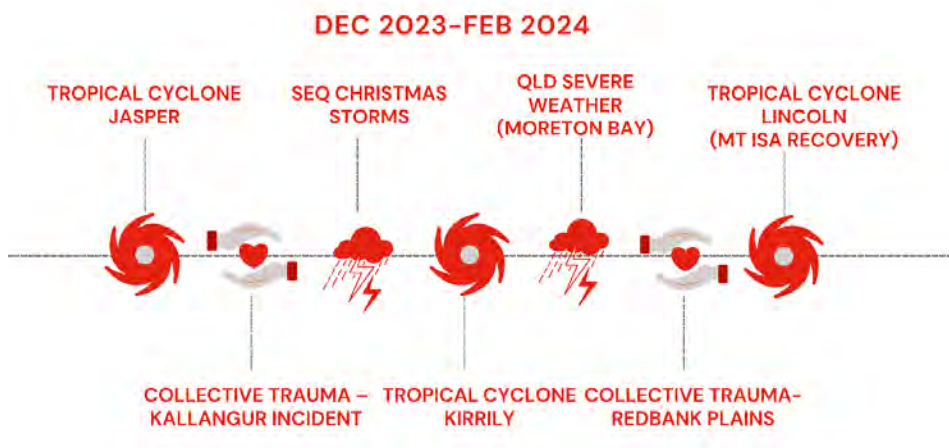 DEC 2023-FEB 2024
TROPICAL CYCLONE
JASPER
SEQ CHRISTMAS
STORMS
QLD SEVERE
WEATHER
(MORETON BAY)
TROPICAL CYCLONE
LINCOLN
(MT ISA RECOVERY)
COLLECTIVE TRAUMA –
KALLANGUR INCIDENT
TROPICAL CYCLONE
KIRRILY
COLLECTIVE TRAUMA-
REDBANK PLAINS